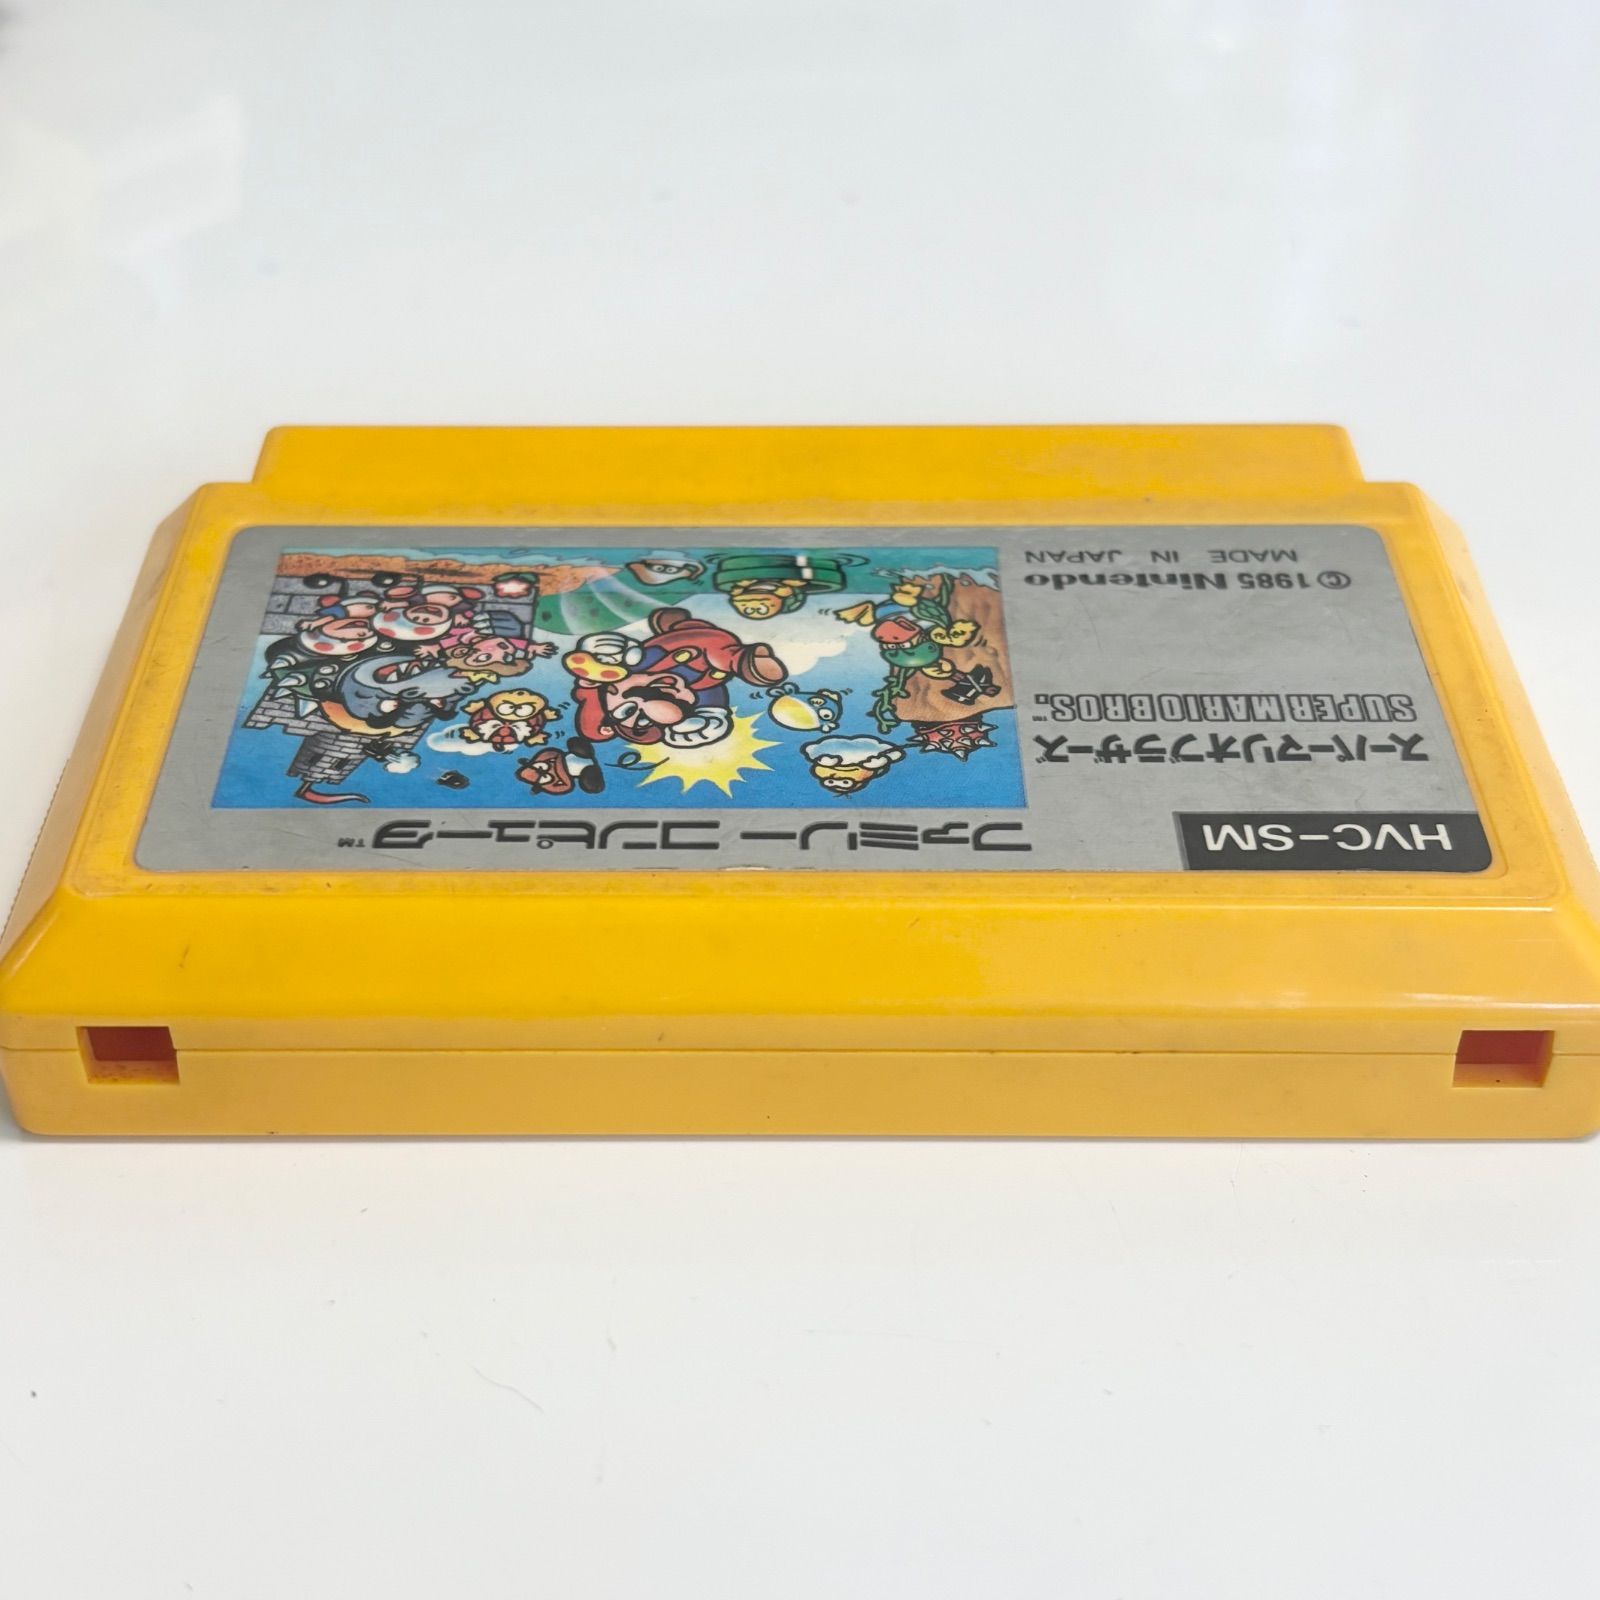 HVC-SM
ファミリー コンピュータ™
スーパーマリオブラザーズ
SUPER MARIO BROS.™
©1985 Nintendo
MADE IN JAPAN